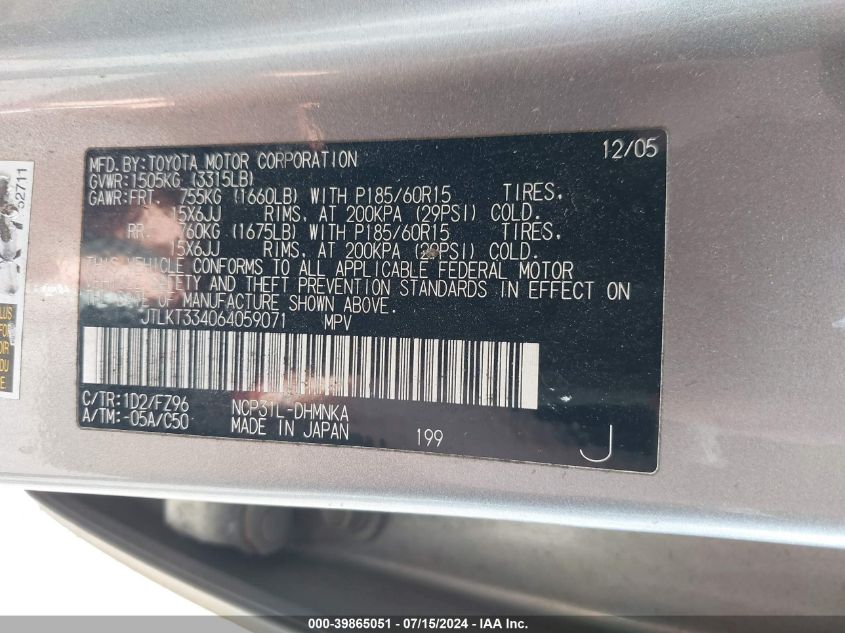 MFD. BY: TOYOTA MOTOR CORPORATION 12/05
GVWR: 1505KG (3315LB)
GAWR: FRT. 755KG (1660LB) WITH P185/60R15 TIRES,
15X6JJ RIMS, AT 200KPA (29PSI) COLD.
RR. 760KG (1675LB) WITH P185/60R15 TIRES,
15X6JJ RIMS, AT 200KPA (29PSI) COLD.
THIS VEHICLE CONFORMS TO ALL APPLICABLE FEDERAL MOTOR
VEHICLE SAFETY AND THEFT PREVENTION STANDARDS IN EFFECT ON
THE DATE OF MANUFACTURE SHOWN ABOVE.
JTLKT334064059071 MPV
C/TR: 1D2/FZ96 NCP31L-DHMNKA
A/TM: -05A/C50 MADE IN JAPAN 199 J
52711
000-39865051 - 07/15/2024 - IAA Inc.